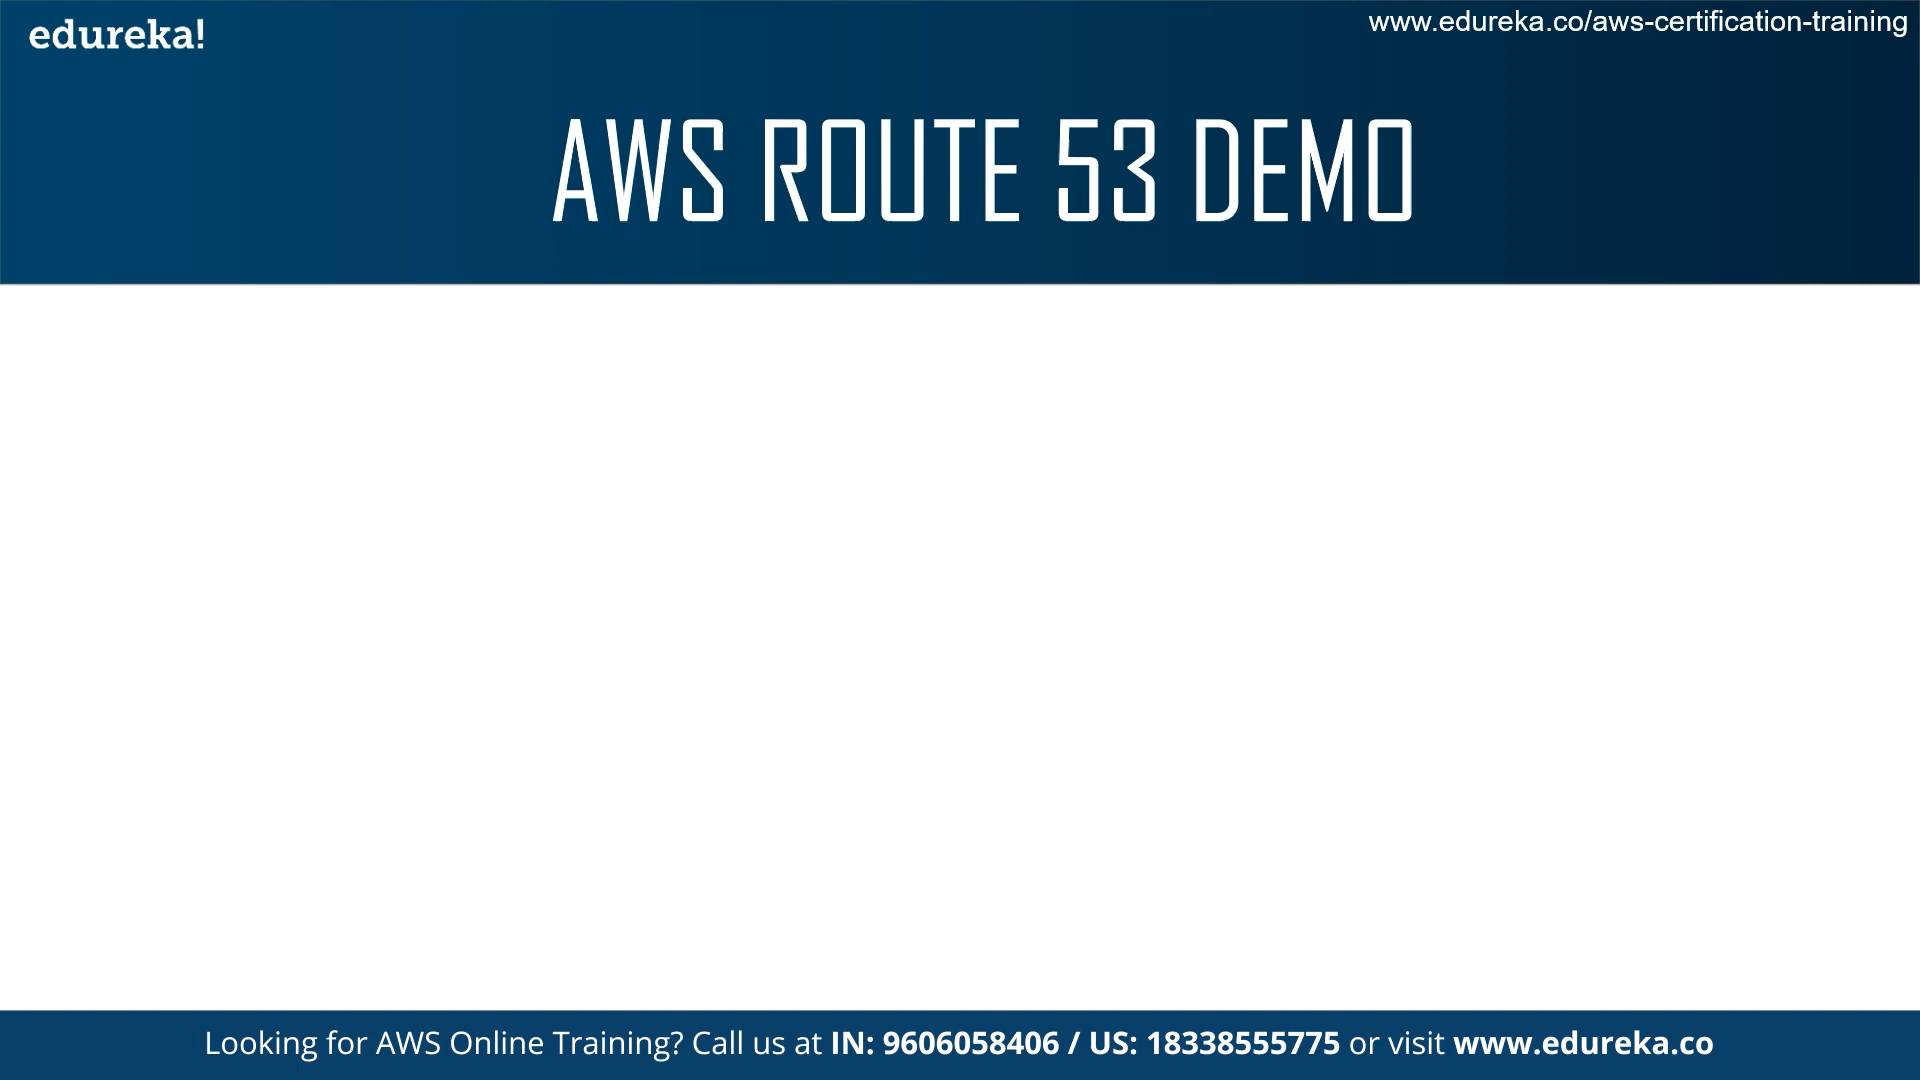 edureka!
www.edureka.co/aws-certification-training
AWS ROUTE 53 DEMO
Looking for AWS Online Training? Call us at IN: 9606058406 / US: 18338555775 or visit www.edureka.co